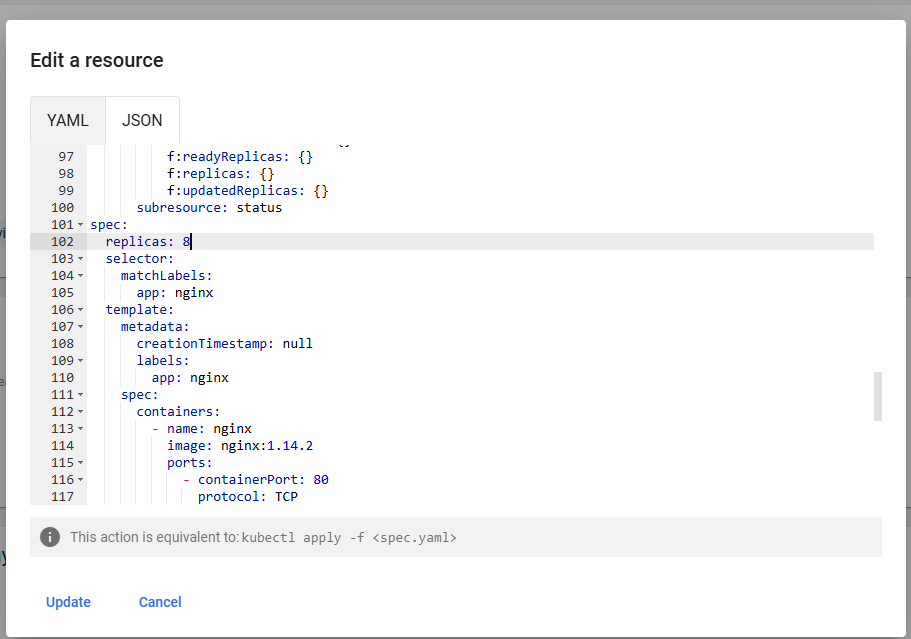 Edit a resource
YAML JSON
97 f:readyReplicas: {}
98 f:replicas: {}
99 f:updatedReplicas: {}
100 subresource: status
101 spec:
102 replicas: 8
103 selector:
104 matchLabels:
105 app: nginx
106 template:
107 metadata:
108 creationTimestamp: null
109 labels:
110 app: nginx
111 spec:
112 containers:
113 - name: nginx
114 image: nginx:1.14.2
115 ports:
116 - containerPort: 80
117 protocol: TCP
This action is equivalent to: kubectl apply -f <spec.yaml>
Update Cancel